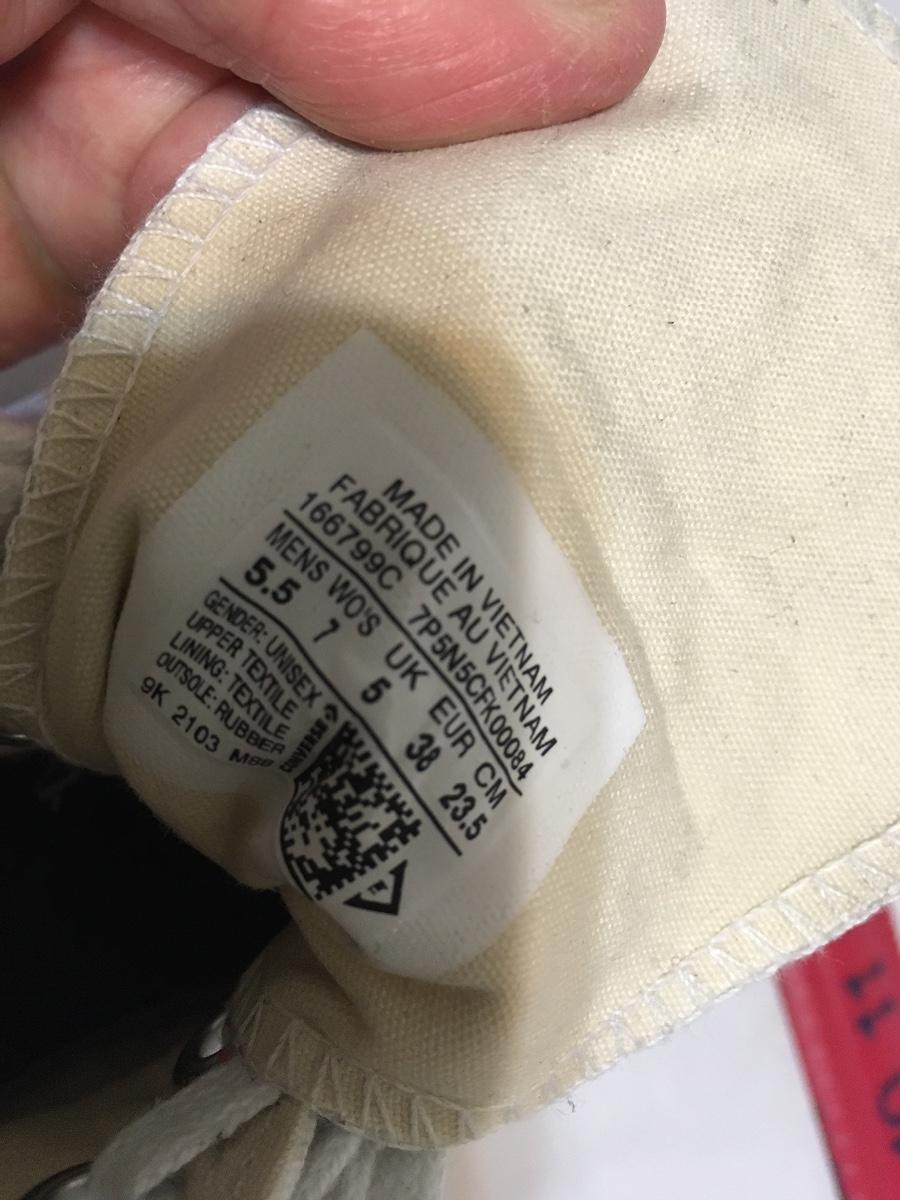 MADE IN VIETNAM
FABRIQUE AU VIETNAM
166799C 7P5N5CFK00084
MENS WO'S UK EUR CM
5.5 7 5 38 23.5
GENDER: UNISEX
UPPER TEXTILE
LINING: TEXTILE
OUTSOLE: RUBBER
9K 2103
CONVERSE
11